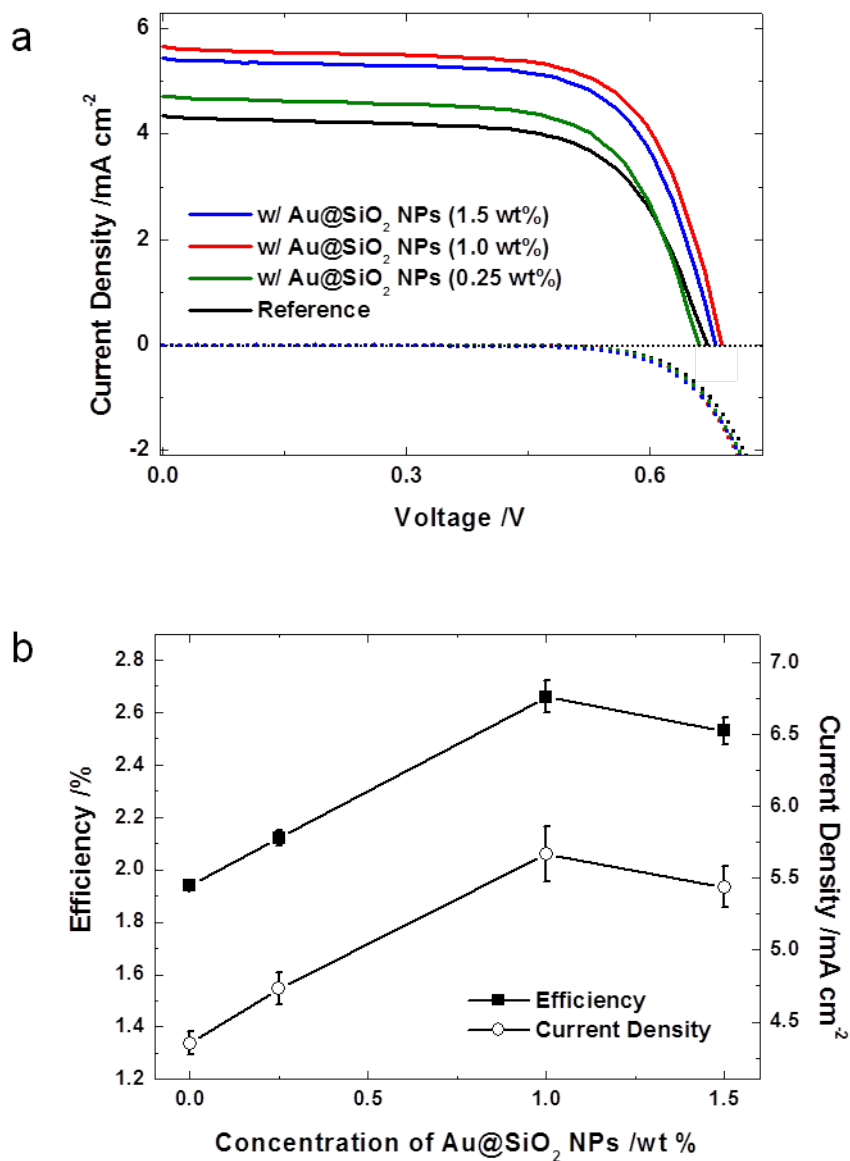 a
6
4
2
0
-2
Current Density /mA cm⁻²
w/ Au@SiO₂ NPs (1.5 wt%)
w/ Au@SiO₂ NPs (1.0 wt%)
w/ Au@SiO₂ NPs (0.25 wt%)
Reference
0.0 0.3 0.6
Voltage /V
b
2.8
2.6
2.4
2.2
2.0
1.8
1.6
1.4
1.2
Efficiency /%
7.0
6.5
6.0
5.5
5.0
4.5
Current Density /mA cm⁻²
Efficiency
Current Density
0.0 0.5 1.0 1.5
Concentration of Au@SiO₂ NPs /wt %